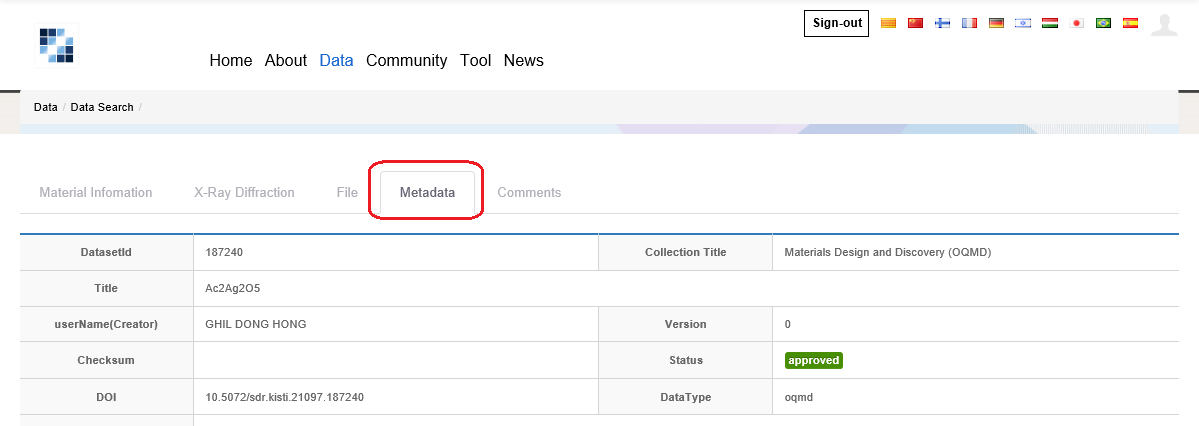 Sign-out
Home About Data Community Tool News
Data / Data Search /
Material Infomation X-Ray Diffraction File Metadata Comments
DatasetId 187240 Collection Title Materials Design and Discovery (OQMD)
Title Ac2Ag2O5
userName(Creator) GHIL DONG HONG Version 0
Checksum Status approved
DOI 10.5072/sdr.kisti.21097.187240 DataType oqmd